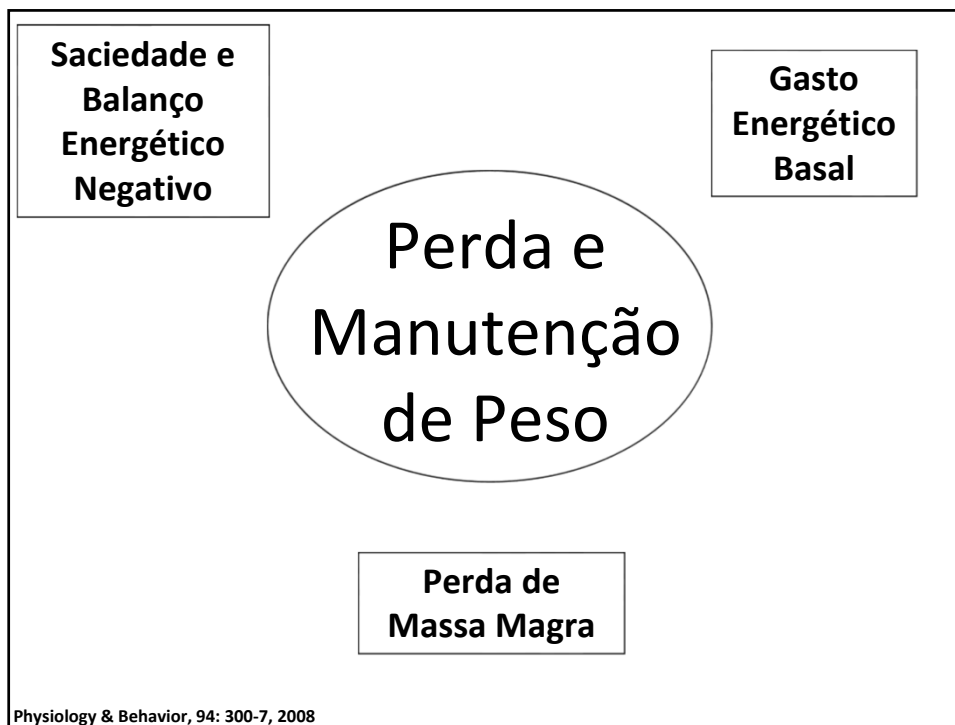 Saciedade e
Balanço
Energético
Negativo
Gasto
Energético
Basal
Perda e
Manutenção
de Peso
Perda de
Massa Magra
Physiology & Behavior, 94: 300-7, 2008